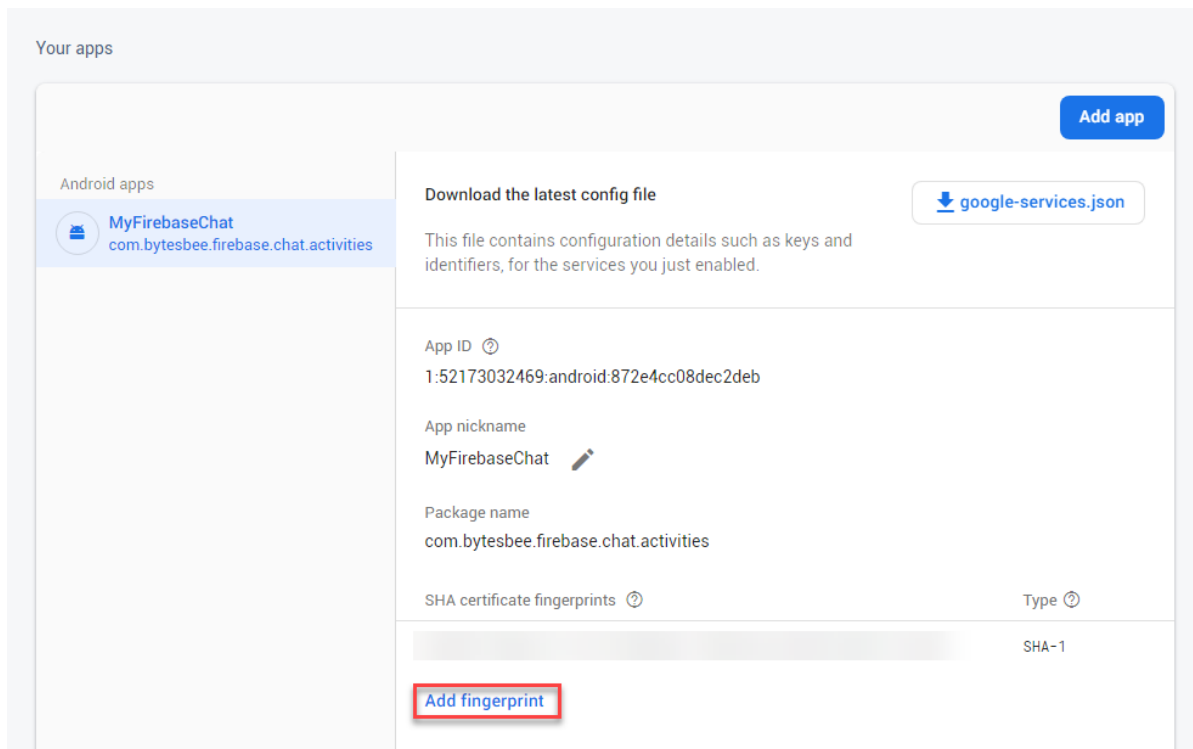 Your apps
Add app
Android apps
MyFirebaseChat
com.bytesbee.firebase.chat.activities
Download the latest config file
google-services.json
This file contains configuration details such as keys and
identifiers, for the services you just enabled.
App ID
1:52173032469:android:872e4cc08dec2deb
App nickname
MyFirebaseChat
Package name
com.bytesbee.firebase.chat.activities
SHA certificate fingerprints
Type
SHA-1
Add fingerprint